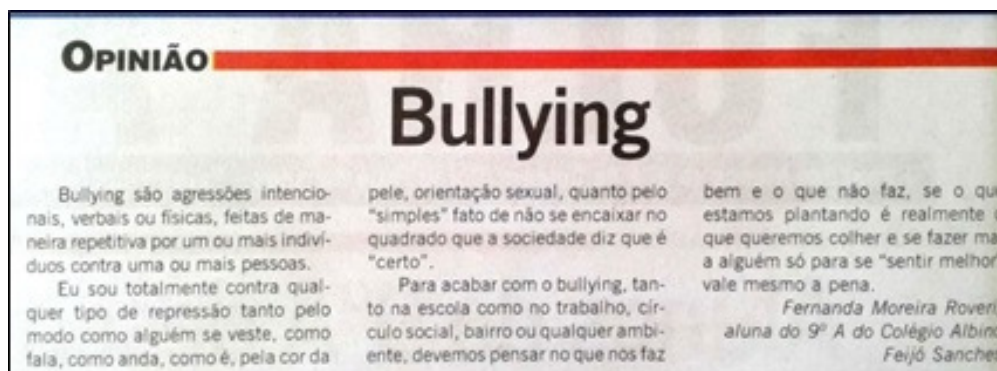 OPINIÃO
Bullying
Bullying são agressões intencio-
nais, verbais ou físicas, feitas de ma-
neira repetitiva por um ou mais indiví-
duos contra uma ou mais pessoas.
Eu sou totalmente contra qual-
quer tipo de repressão tanto pelo
modo como alguém se veste, como
fala, como anda, como é, pela cor da
pele, orientação sexual, quanto pelo
"simples" fato de não se encaixar no
quadrado que a sociedade diz que é
"certo".
Para acabar com o bullying, tan-
to na escola como no trabalho, cír-
culo social, bairro ou qualquer ambi-
ente, devemos pensar no que nos faz
bem e o que não faz, se o
estamos plantando é realmente
que queremos colher e se fazer
a alguém só para se "sentir melhor
vale mesmo a pena.
Fernanda Moreira
aluna do 9º A do Colégio
Feijó